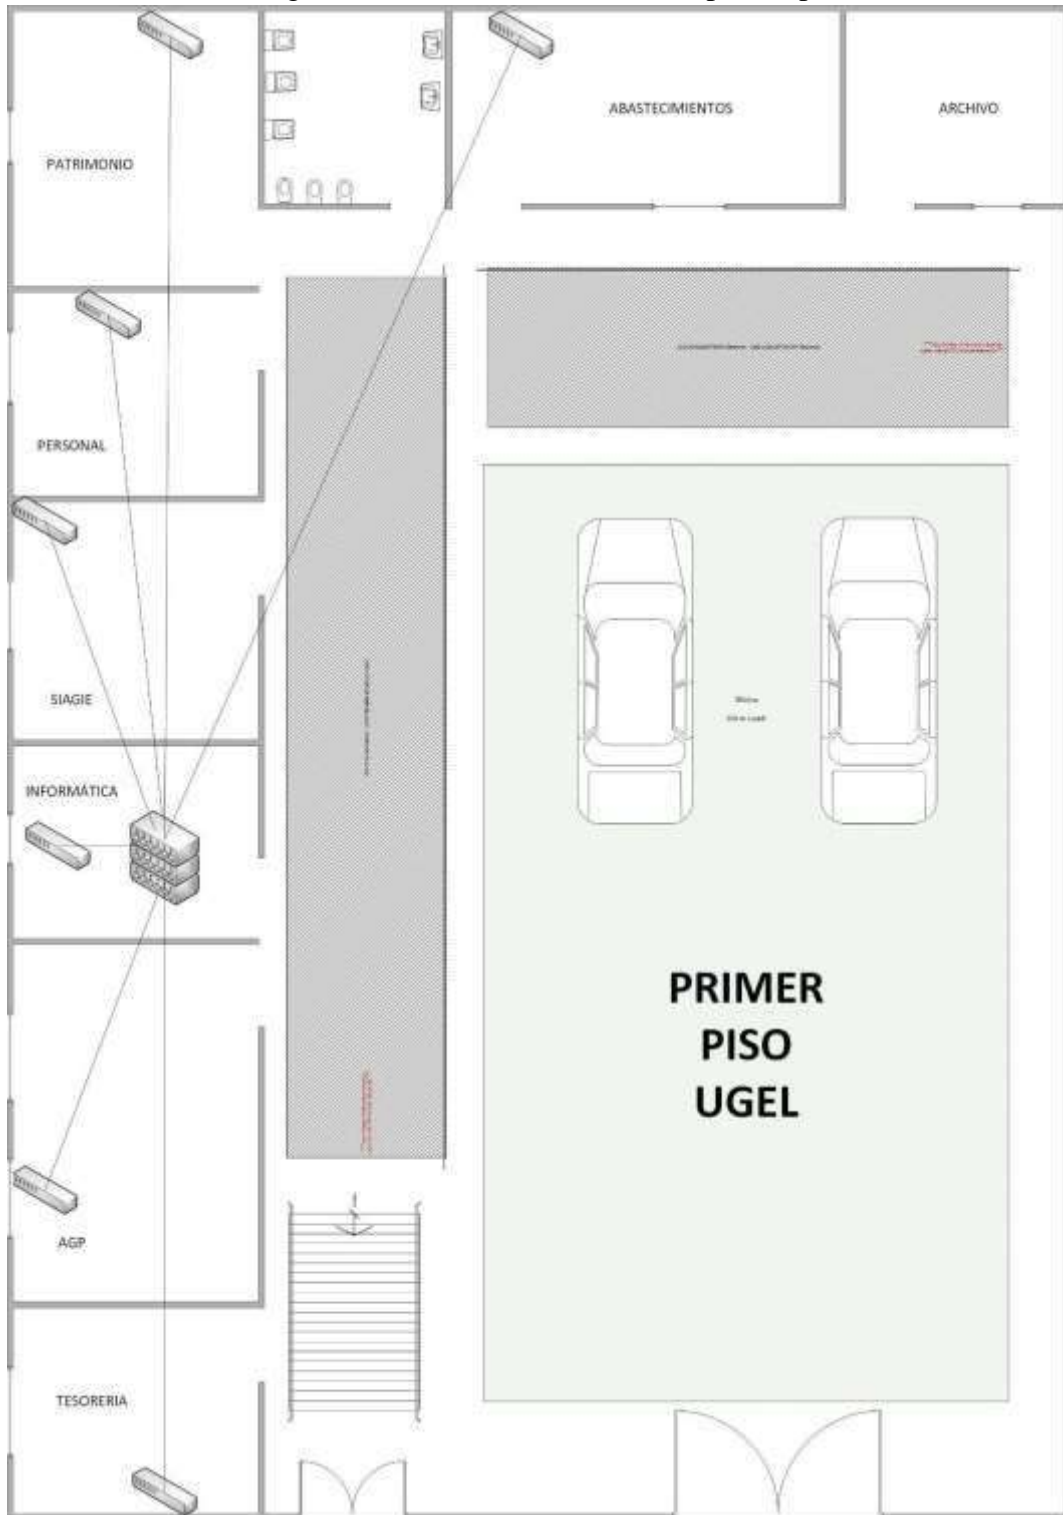 ABASTECIMIENTOS
ARCHIVO
PATRIMONIO
PERSONAL
SIAGIE
INFORMÁTICA
PRIMER
PISO
UGEL
AGP
TESORERIA